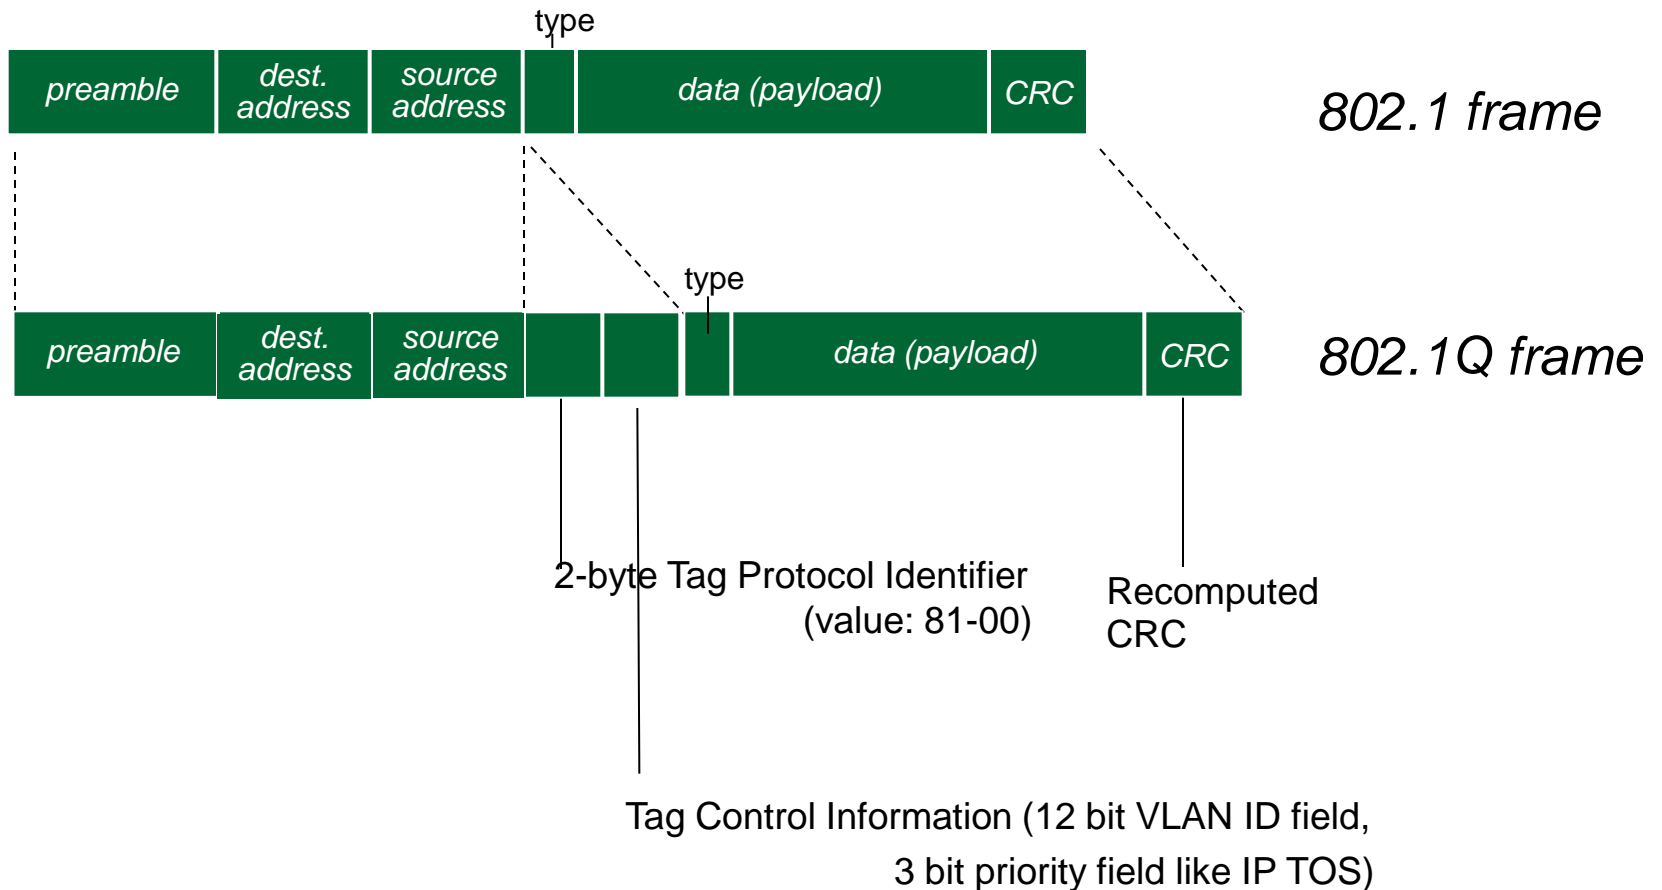 type
preamble
dest.
address
source
address
data (payload)
CRC
802.1 frame
type
preamble
dest.
address
source
address
data (payload)
CRC
802.1Q frame
2-byte Tag Protocol Identifier
(value: 81-00)
Recomputed
CRC
Tag Control Information (12 bit VLAN ID field,
3 bit priority field like IP TOS)